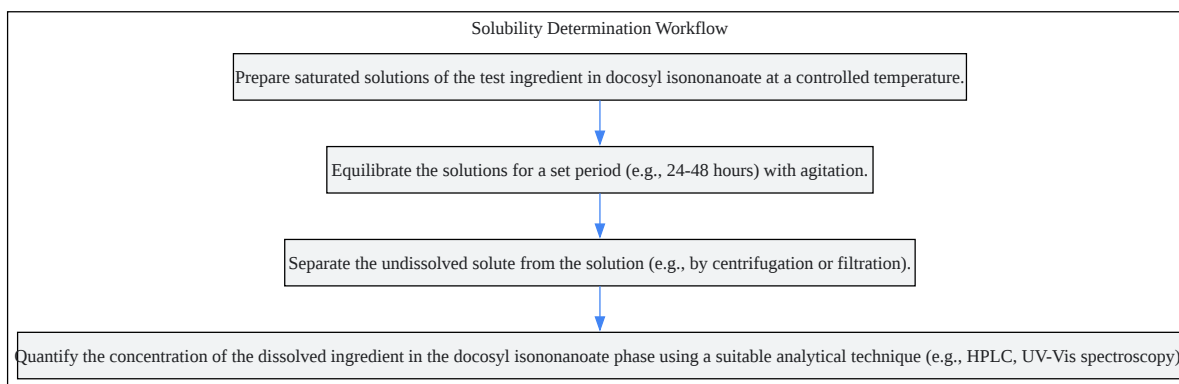 Solubility Determination Workflow
Prepare saturated solutions of the test ingredient in docosyl isononanoate at a controlled temperature.
Equilibrate the solutions for a set period (e.g., 24-48 hours) with agitation.
Separate the undissolved solute from the solution (e.g., by centrifugation or filtration).
Quantify the concentration of the dissolved ingredient in the docosyl isononanoate phase using a suitable analytical technique (e.g., HPLC, UV-Vis spectroscopy)